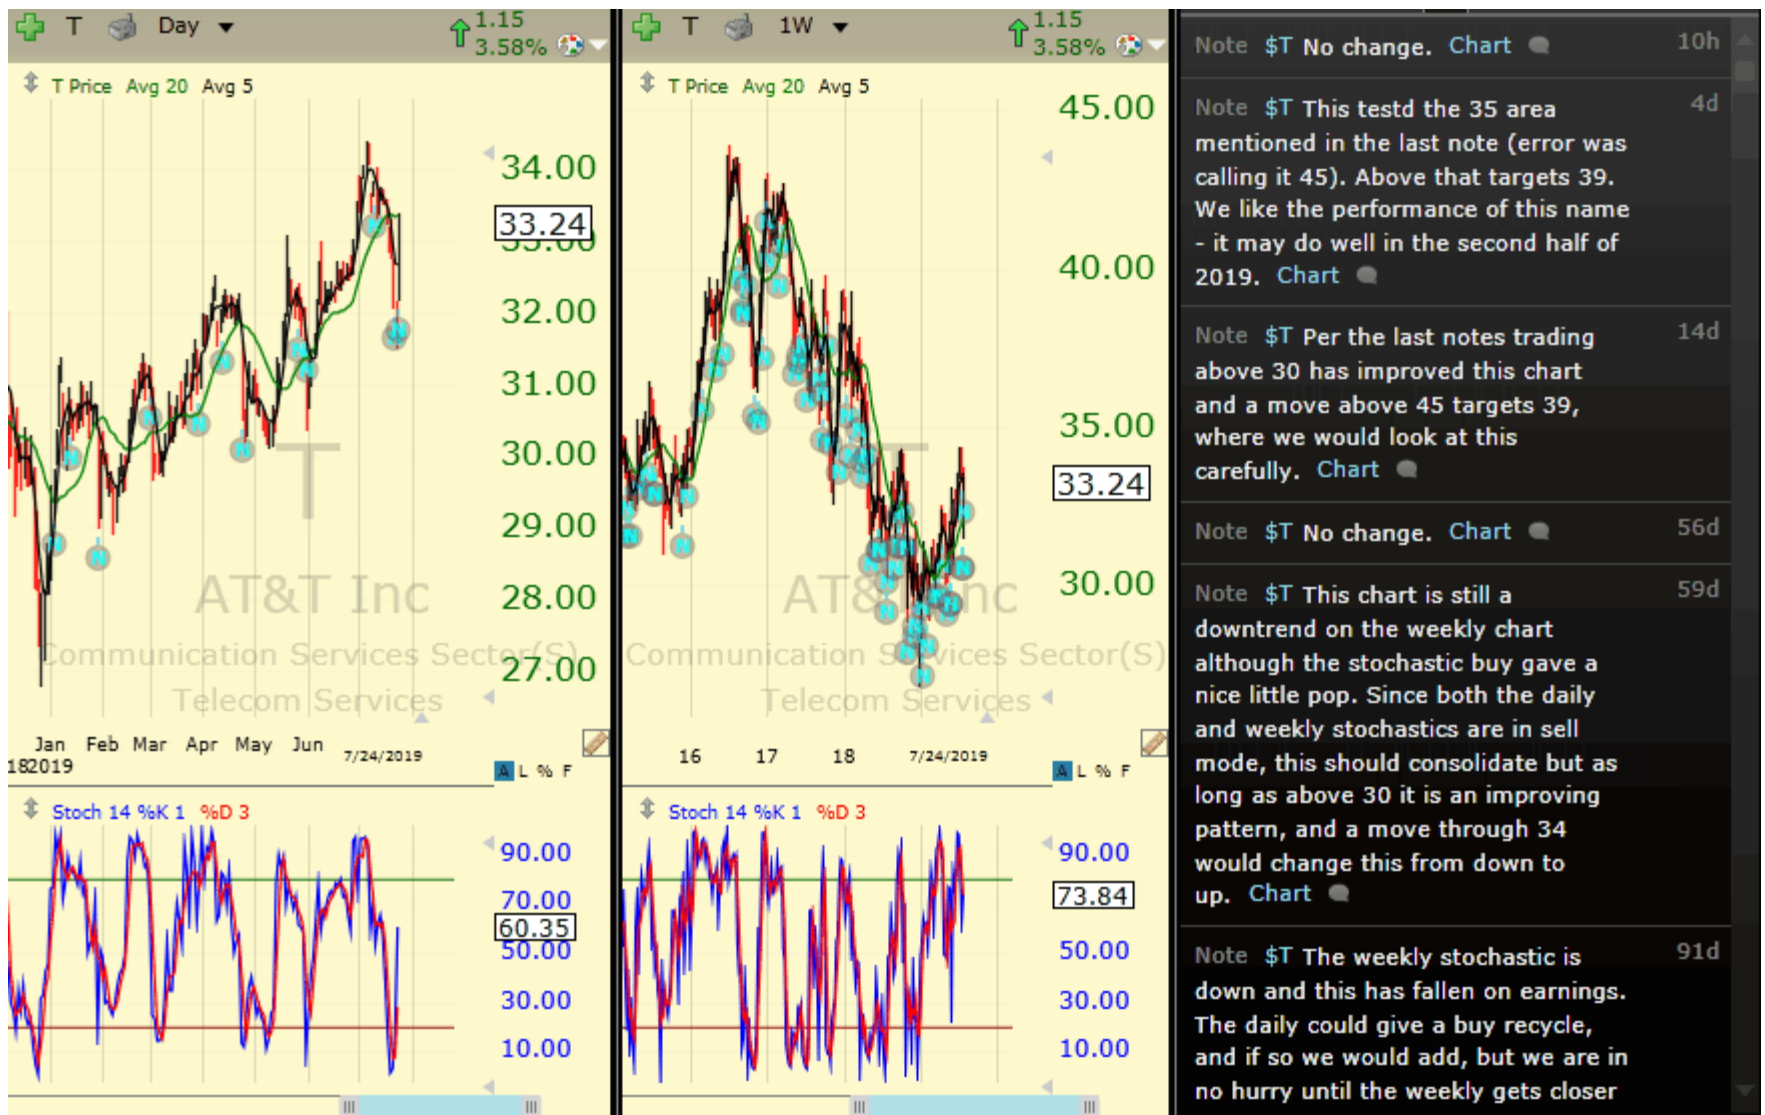 T Day 1.15
3.58%
T Price Avg 20 Avg 5
34.00
33.24
33.00
32.00
31.00
30.00
29.00
28.00
27.00
T
AT&T Inc
Communication Services Sector(S)
Telecom Services
Jan Feb Mar Apr May Jun 7/24/2019
182019
A L % F
Stoch 14 %K 1 %D 3
90.00
70.00
60.35
50.00
30.00
10.00
T 1W 1.15
3.58%
T Price Avg 20 Avg 5
45.00
40.00
35.00
33.24
30.00
T
AT&T Inc
Communication Services Sector(S)
Telecom Services
16 17 18 7/24/2019
A L % F
Stoch 14 %K 1 %D 3
90.00
73.84
50.00
30.00
10.00
Note $T No change. Chart 10h
Note $T This testd the 35 area 4d
mentioned in the last note (error was
calling it 45). Above that targets 39.
We like the performance of this name
- it may do well in the second half of
2019. Chart
Note $T Per the last notes trading 14d
above 30 has improved this chart
and a move above 45 targets 39,
where we would look at this
carefully. Chart
Note $T No change. Chart 56d
Note $T This chart is still a 59d
downtrend on the weekly chart
although the stochastic buy gave a
nice little pop. Since both the daily
and weekly stochastics are in sell
mode, this should consolidate but as
long as above 30 it is an improving
pattern, and a move through 34
would change this from down to
up. Chart
Note $T The weekly stochastic is 91d
down and this has fallen on earnings.
The daily could give a buy recycle,
and if so we would add, but we are in
no hurry until the weekly gets closer